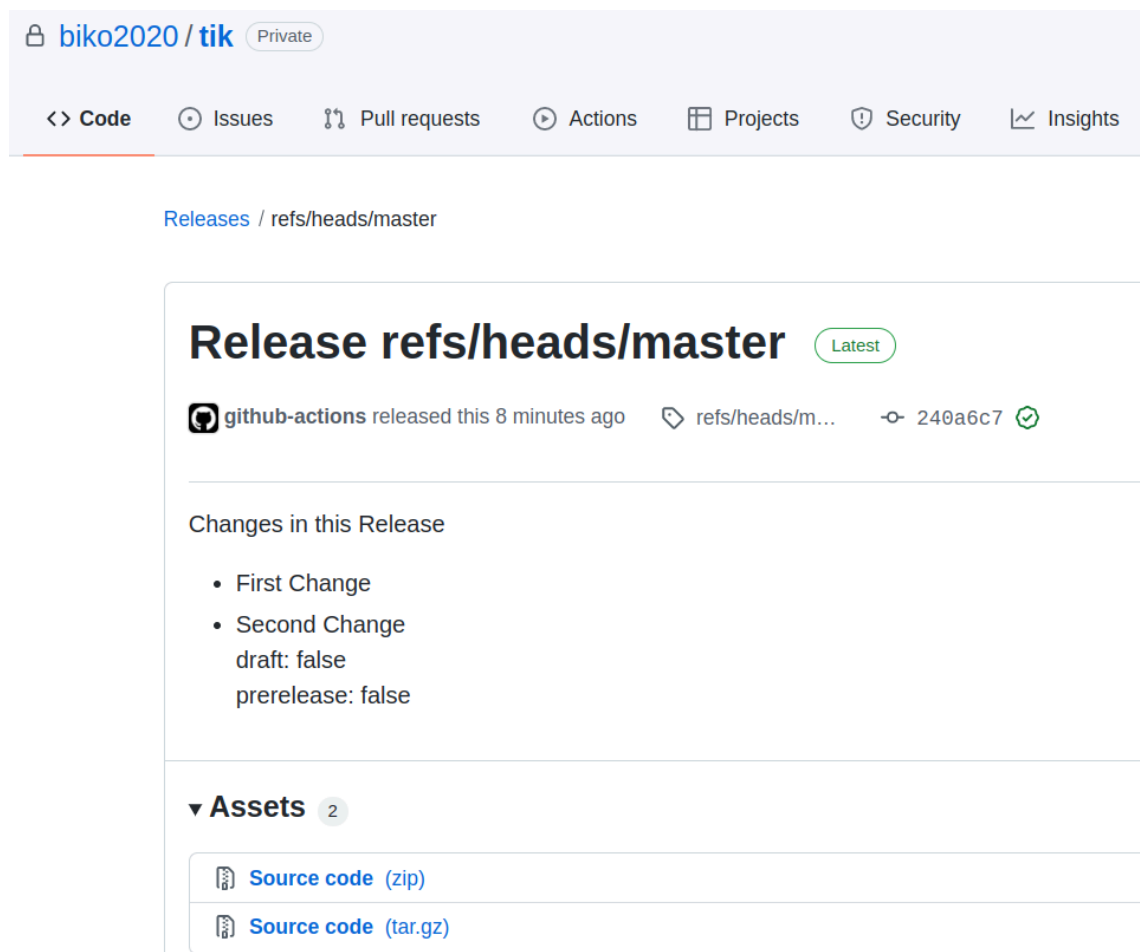 biko2020 / tik Private
Code Issues Pull requests Actions Projects Security Insights
Releases / refs/heads/master
Release refs/heads/master Latest
github-actions released this 8 minutes ago refs/heads/m... 240a6c7
Changes in this Release
• First Change
• Second Change
draft: false
prerelease: false
Assets 2
Source code (zip)
Source code (tar.gz)